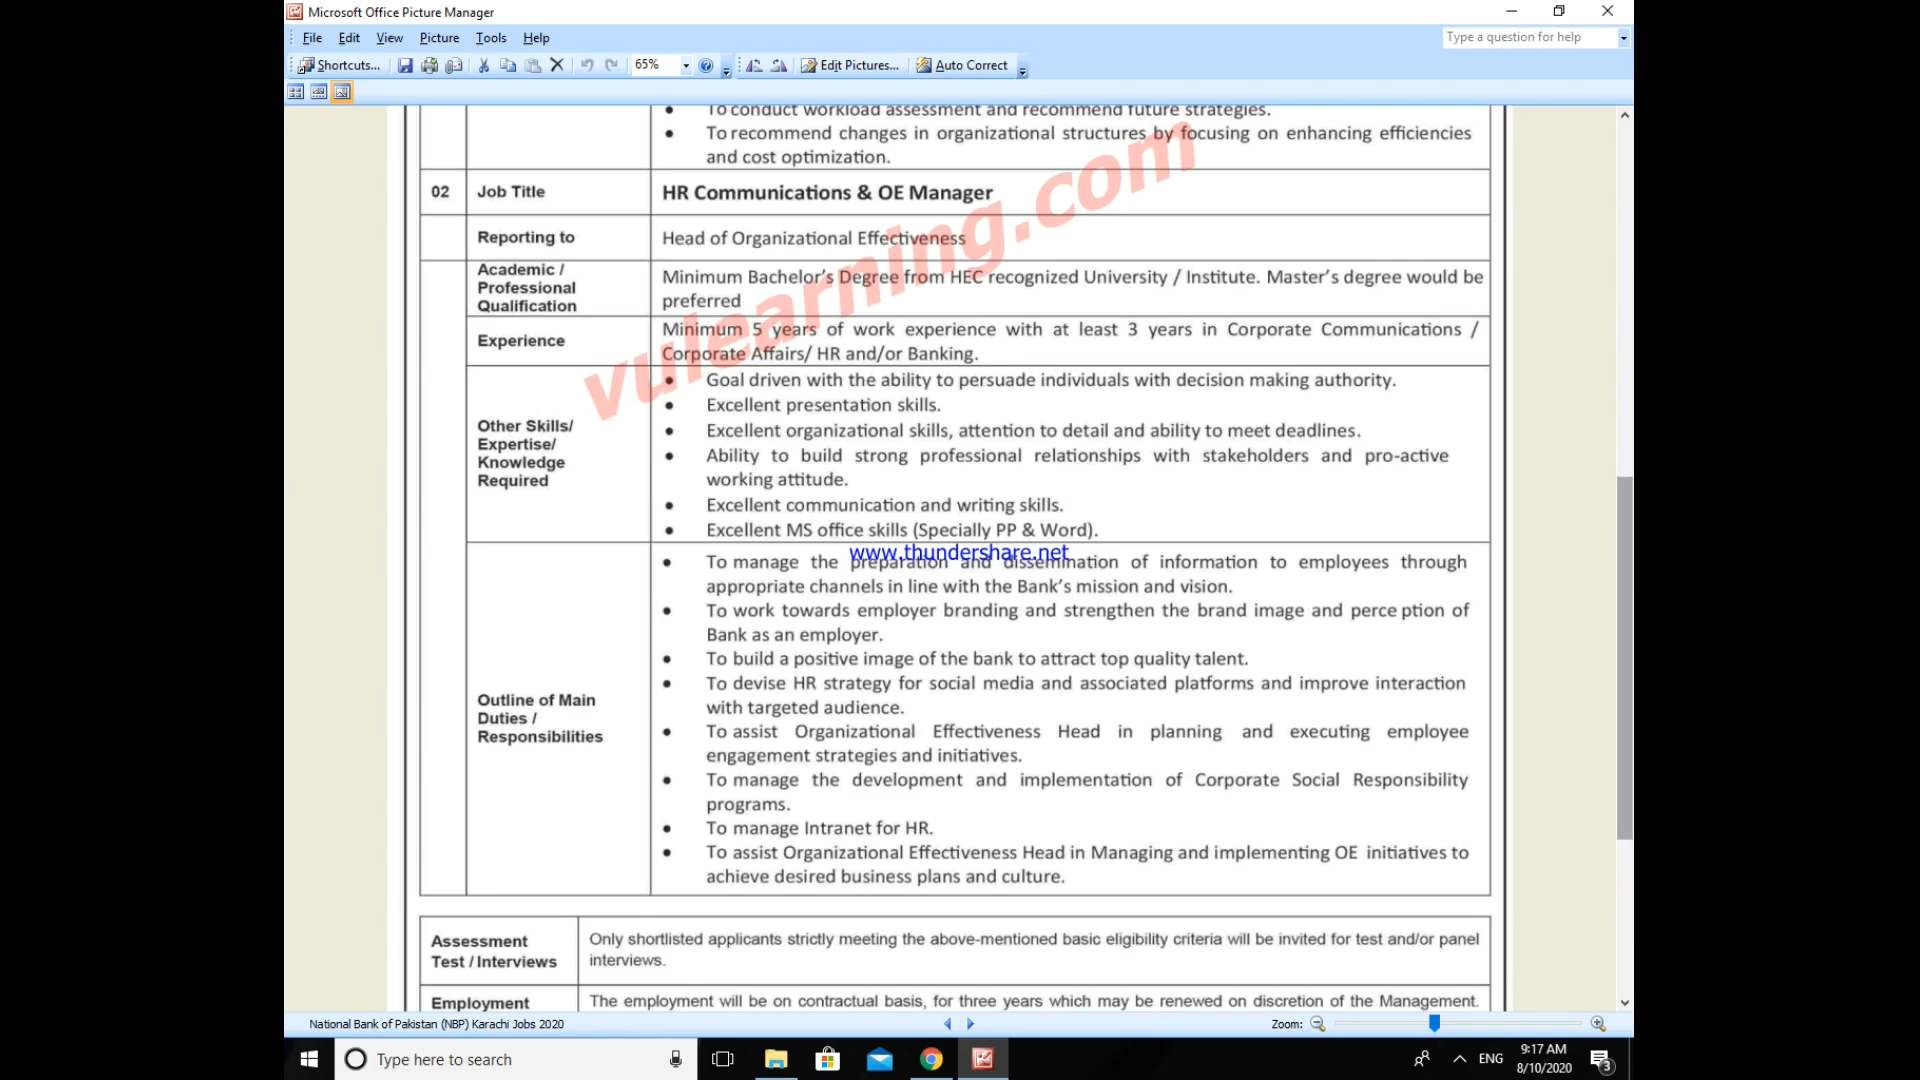 Microsoft Office Picture Manager
File Edit View Picture Tools Help
Type a question for help
Shortcuts... 65% Edit Pictures... Auto Correct
• To conduct workload assessment and recommend future strategies.
• To recommend changes in organizational structures by focusing on enhancing efficiencies
and cost optimization.
02 Job Title HR Communications & OE Manager
Reporting to Head of Organizational Effectiveness
Academic /
Professional
Qualification
Minimum Bachelor's Degree from HEC recognized University / Institute. Master's degree would be
preferred
Experience
Minimum 5 years of work experience with at least 3 years in Corporate Communications /
Corporate Affairs/ HR and/or Banking.
vulearning.com
Other Skills/
Expertise/
Knowledge
Required
• Goal driven with the ability to persuade individuals with decision making authority.
• Excellent presentation skills.
• Excellent organizational skills, attention to detail and ability to meet deadlines.
• Ability to build strong professional relationships with stakeholders and pro-active
working attitude.
• Excellent communication and writing skills.
• Excellent MS office skills (Specially PP & Word).
www.thundershare.net
Outline of Main
Duties /
Responsibilities
• To manage the preparation and dissemination of information to employees through
appropriate channels in line with the Bank's mission and vision.
• To work towards employer branding and strengthen the brand image and perce ption of
Bank as an employer.
• To build a positive image of the bank to attract top quality talent.
• To devise HR strategy for social media and associated platforms and improve interaction
with targeted audience.
• To assist Organizational Effectiveness Head in planning and executing employee
engagement strategies and initiatives.
• To manage the development and implementation of Corporate Social Responsibility
programs.
• To manage Intranet for HR.
• To assist Organizational Effectiveness Head in Managing and implementing OE initiatives to
achieve desired business plans and culture.
Assessment
Test / Interviews
Only shortlisted applicants strictly meeting the above-mentioned basic eligibility criteria will be invited for test and/or panel
interviews.
Employment
The employment will be on contractual basis, for three years which may be renewed on discretion of the Management.
National Bank of Pakistan (NBP) Karachi Jobs 2020
Zoom:
Type here to search
ENG
9:17 AM
8/10/2020
3